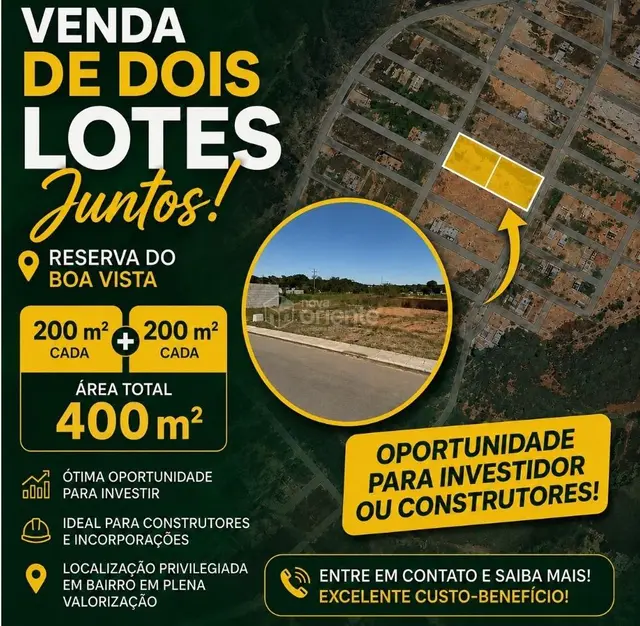 VENDA
DE DOIS
LOTES
Juntos!
RESERVA DO
BOA VISTA
200 m² + 200 m²
CADA CADA
ÁREA TOTAL
400 m²
ÓTIMA OPORTUNIDADE
PARA INVESTIR
IDEAL PARA CONSTRUTORES
E INCORPORAÇÕES
LOCALIZAÇÃO PRIVILEGIADA
EM BAIRRO EM PLENA
VALORIZAÇÃO
nova
oriente
OPORTUNIDADE
PARA INVESTIDOR
OU CONSTRUTORES!
ENTRE EM CONTATO E SAIBA MAIS!
EXCELENTE CUSTO-BENEFÍCIO!